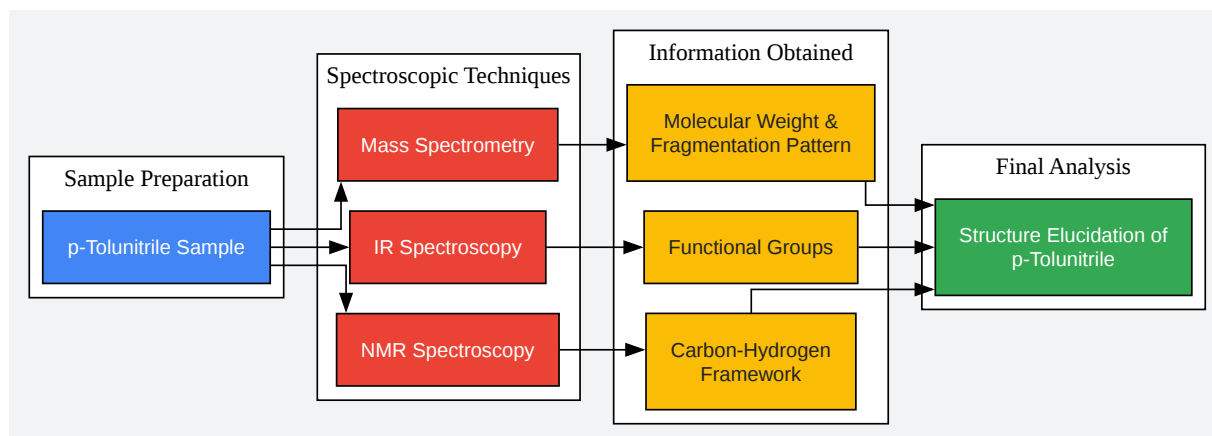 Sample Preparation
p-Tolunitrile Sample
Spectroscopic Techniques
Mass Spectrometry
IR Spectroscopy
NMR Spectroscopy
Information Obtained
Molecular Weight &
Fragmentation Pattern
Functional Groups
Carbon-Hydrogen
Framework
Final Analysis
Structure Elucidation of
p-Tolunitrile